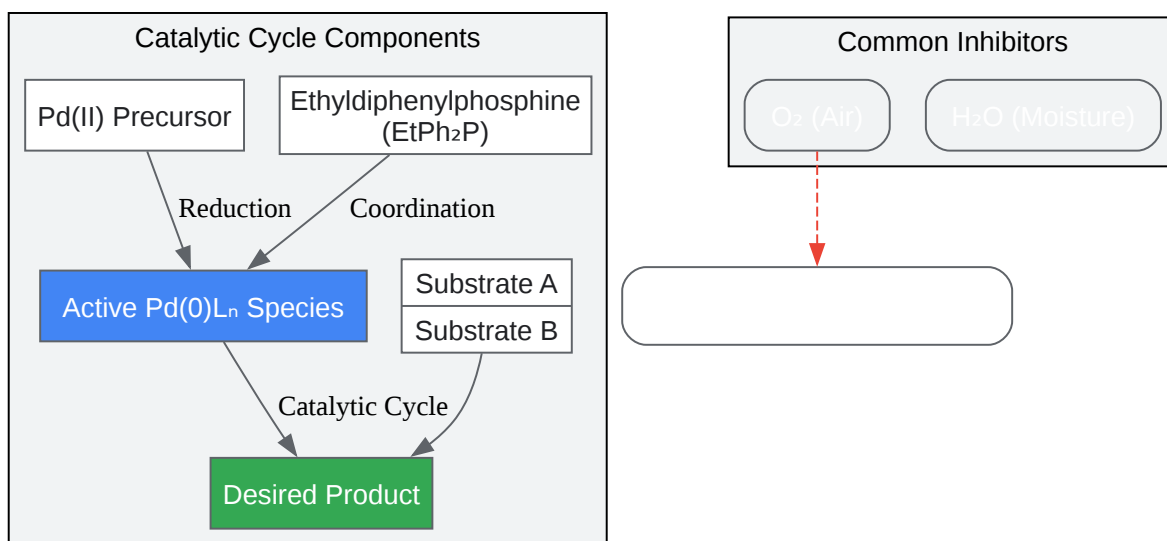 Catalytic Cycle Components
Pd(II) Precursor
Ethyldiphenylphosphine
(EtPh₂P)
Reduction
Coordination
Active Pd(0)Lₙ Species
Substrate A
Substrate B
Catalytic Cycle
Desired Product
Common Inhibitors
O₂ (Air)
H₂O (Moisture)